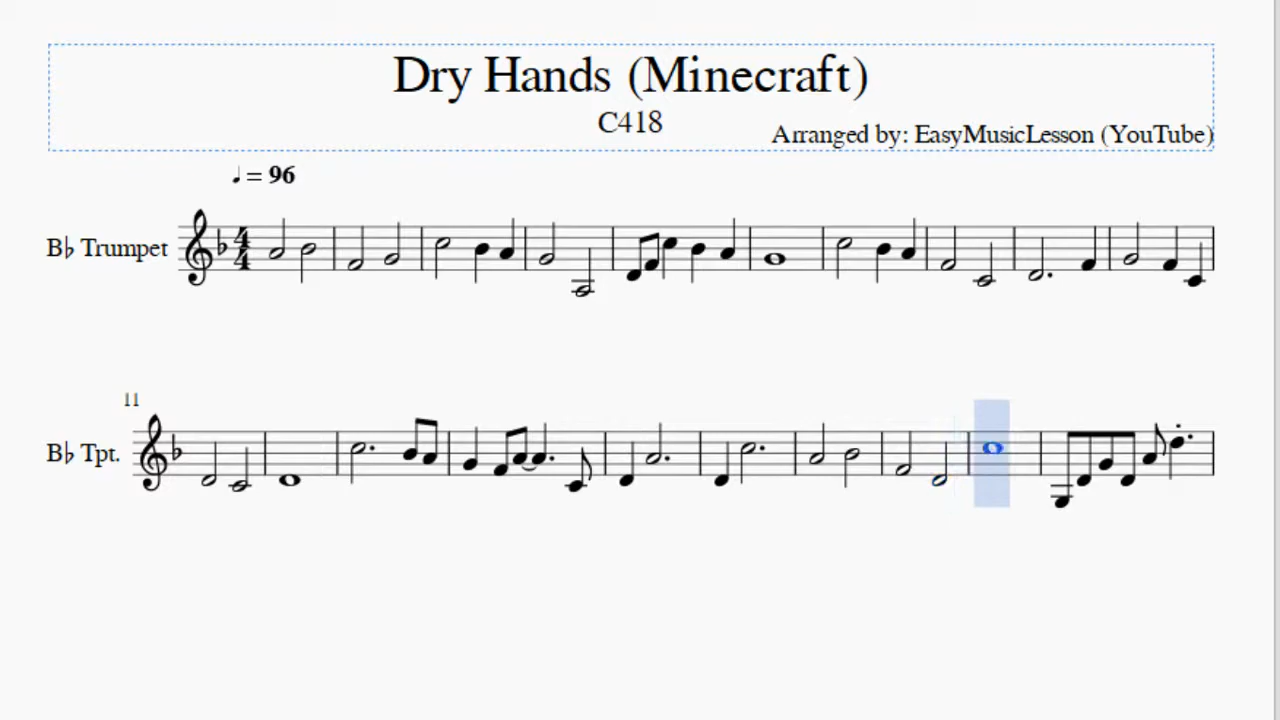 Dry Hands (Minecraft)
C418
Arranged by: EasyMusicLesson (YouTube)
♩ = 96
B♭ Trumpet
4
4
11
B♭ Tpt.